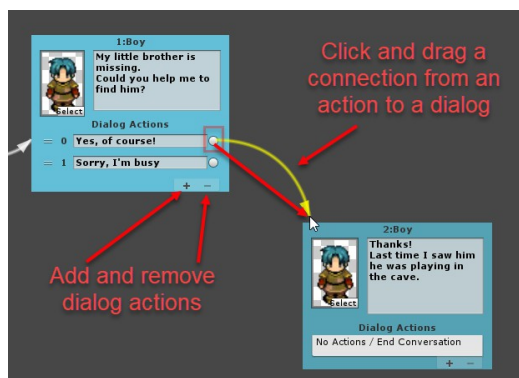 1:Boy
My little brother is
missing.
Could you help me to
find him?
Select
Dialog Actions
= 0 Yes, of course!
= 1 Sorry, I'm busy
+ −
Click and drag a
connection from an
action to a dialog
Add and remove
dialog actions
2:Boy
Thanks!
Last time I saw him
he was playing in
the cave.
Select
Dialog Actions
No Actions / End Conversation
+ −